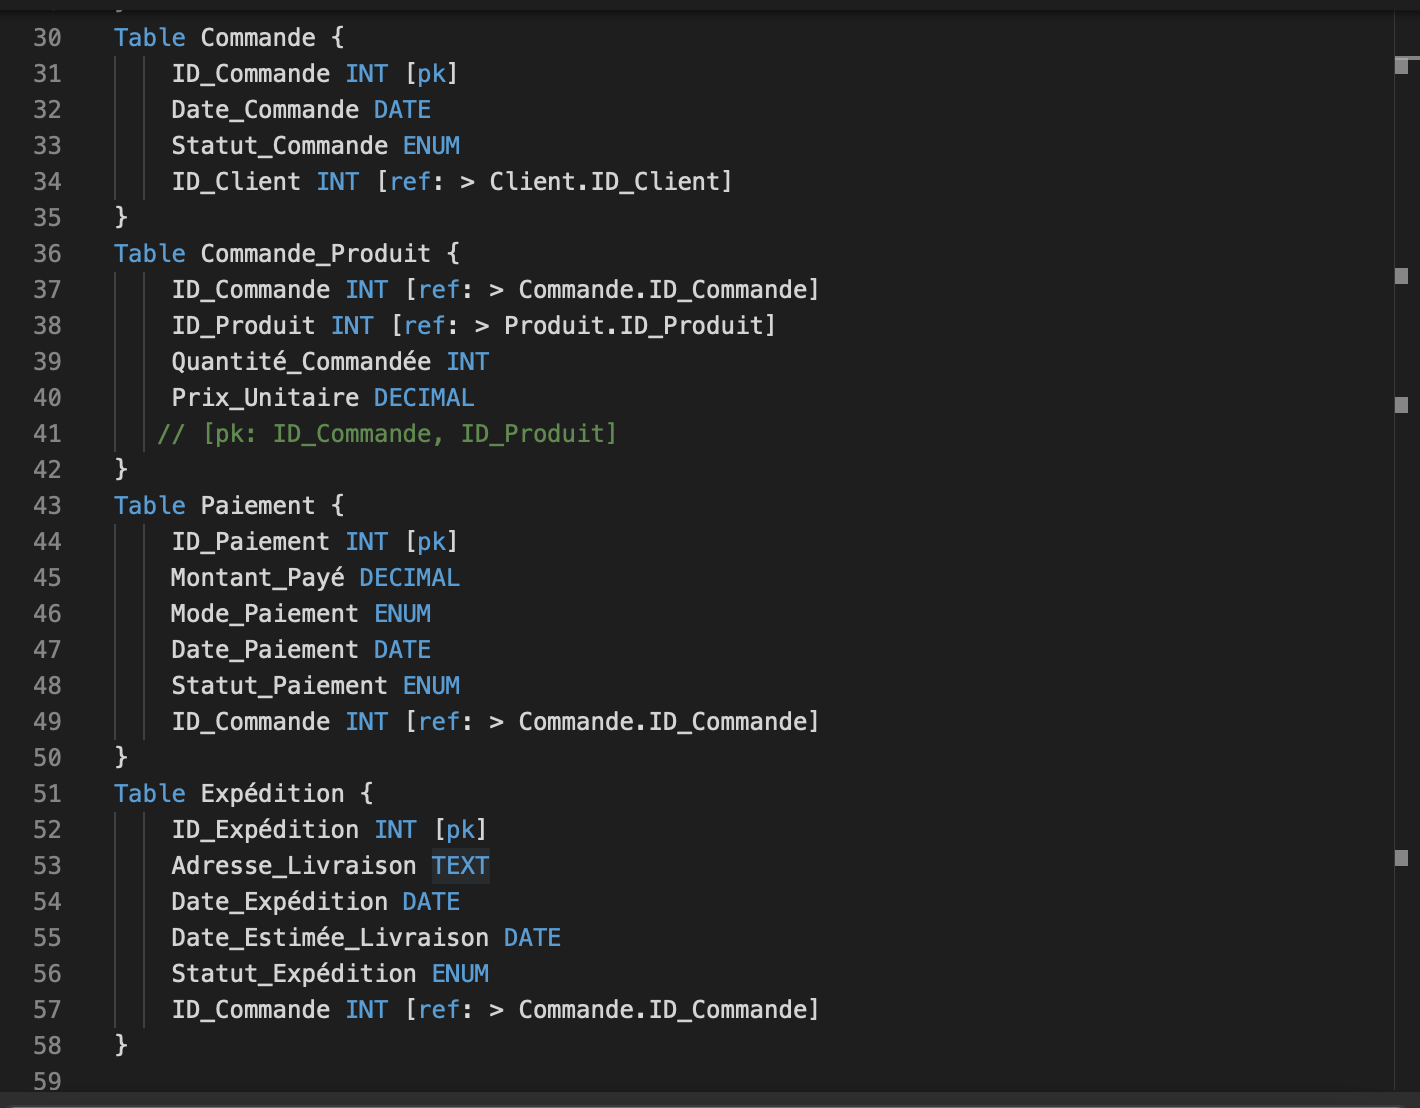 30 Table Commande {
31 ID_Commande INT [pk]
32 Date_Commande DATE
33 Statut_Commande ENUM
34 ID_Client INT [ref: > Client.ID_Client]
35 }
36 Table Commande_Produit {
37 ID_Commande INT [ref: > Commande.ID_Commande]
38 ID_Produit INT [ref: > Produit.ID_Produit]
39 Quantité_Commandée INT
40 Prix_Unitaire DECIMAL
41 // [pk: ID_Commande, ID_Produit]
42 }
43 Table Paiement {
44 ID_Paiement INT [pk]
45 Montant_Payé DECIMAL
46 Mode_Paiement ENUM
47 Date_Paiement DATE
48 Statut_Paiement ENUM
49 ID_Commande INT [ref: > Commande.ID_Commande]
50 }
51 Table Expédition {
52 ID_Expédition INT [pk]
53 Adresse_Livraison TEXT
54 Date_Expédition DATE
55 Date_Estimée_Livraison DATE
56 Statut_Expédition ENUM
57 ID_Commande INT [ref: > Commande.ID_Commande]
58 }
59